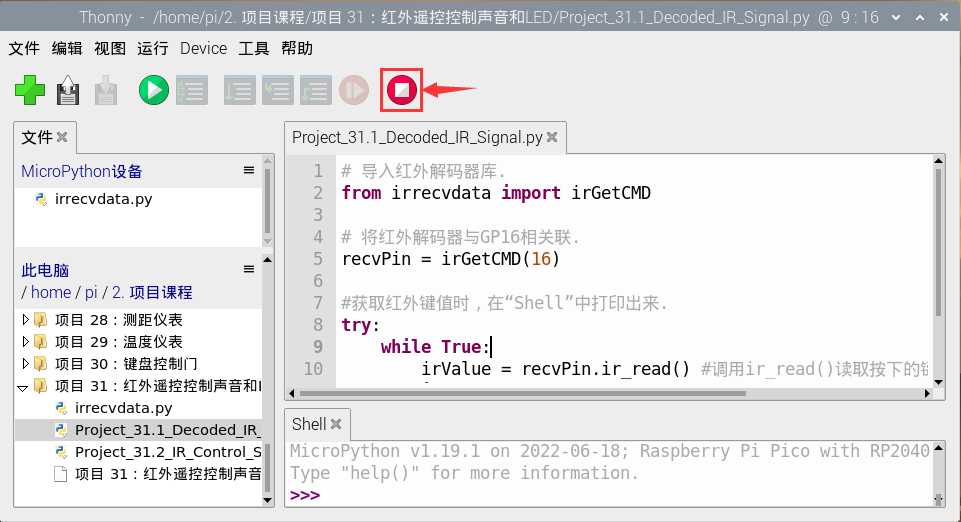 Thonny - /home/pi/2. 项目课程/项目 31：红外遥控控制声音和LED/Project_31.1_Decoded_IR_Signal.py @ 9 : 16
文件 编辑 视图 运行 Device 工具 帮助
文件
MicroPython设备
irrecvdata.py
此电脑
/ home / pi / 2. 项目课程
项目 28：测距仪表
项目 29：温度仪表
项目 30：键盘控制门
项目 31：红外遥控控制声音和
irrecvdata.py
Project_31.1_Decoded_IR_
Project_31.2_IR_Control_S
项目 31：红外遥控控制声音
Project_31.1_Decoded_IR_Signal.py
1 # 导入红外解码器库.
2 from irrecvdata import irGetCMD
3
4 # 将红外解码器与GP16相关联.
5 recvPin = irGetCMD(16)
6
7 #获取红外键值时，在“Shell”中打印出来.
8 try:
9 while True:
10 irValue = recvPin.ir_read() #调用ir_read()读取按下的
Shell
MicroPython v1.19.1 on 2022-06-18; Raspberry Pi Pico with RP2040
Type "help()" for more information.
>>>